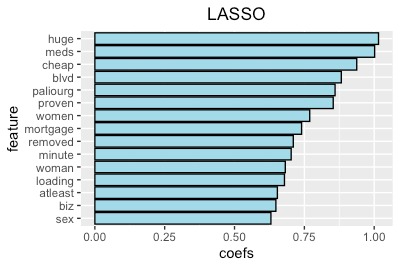 LASSO
feature
huge
meds
cheap
blvd
paliourg
proven
women
mortgage
removed
minute
woman
loading
atleast
biz
sex
0.00 0.25 0.50 0.75 1.00
coefs